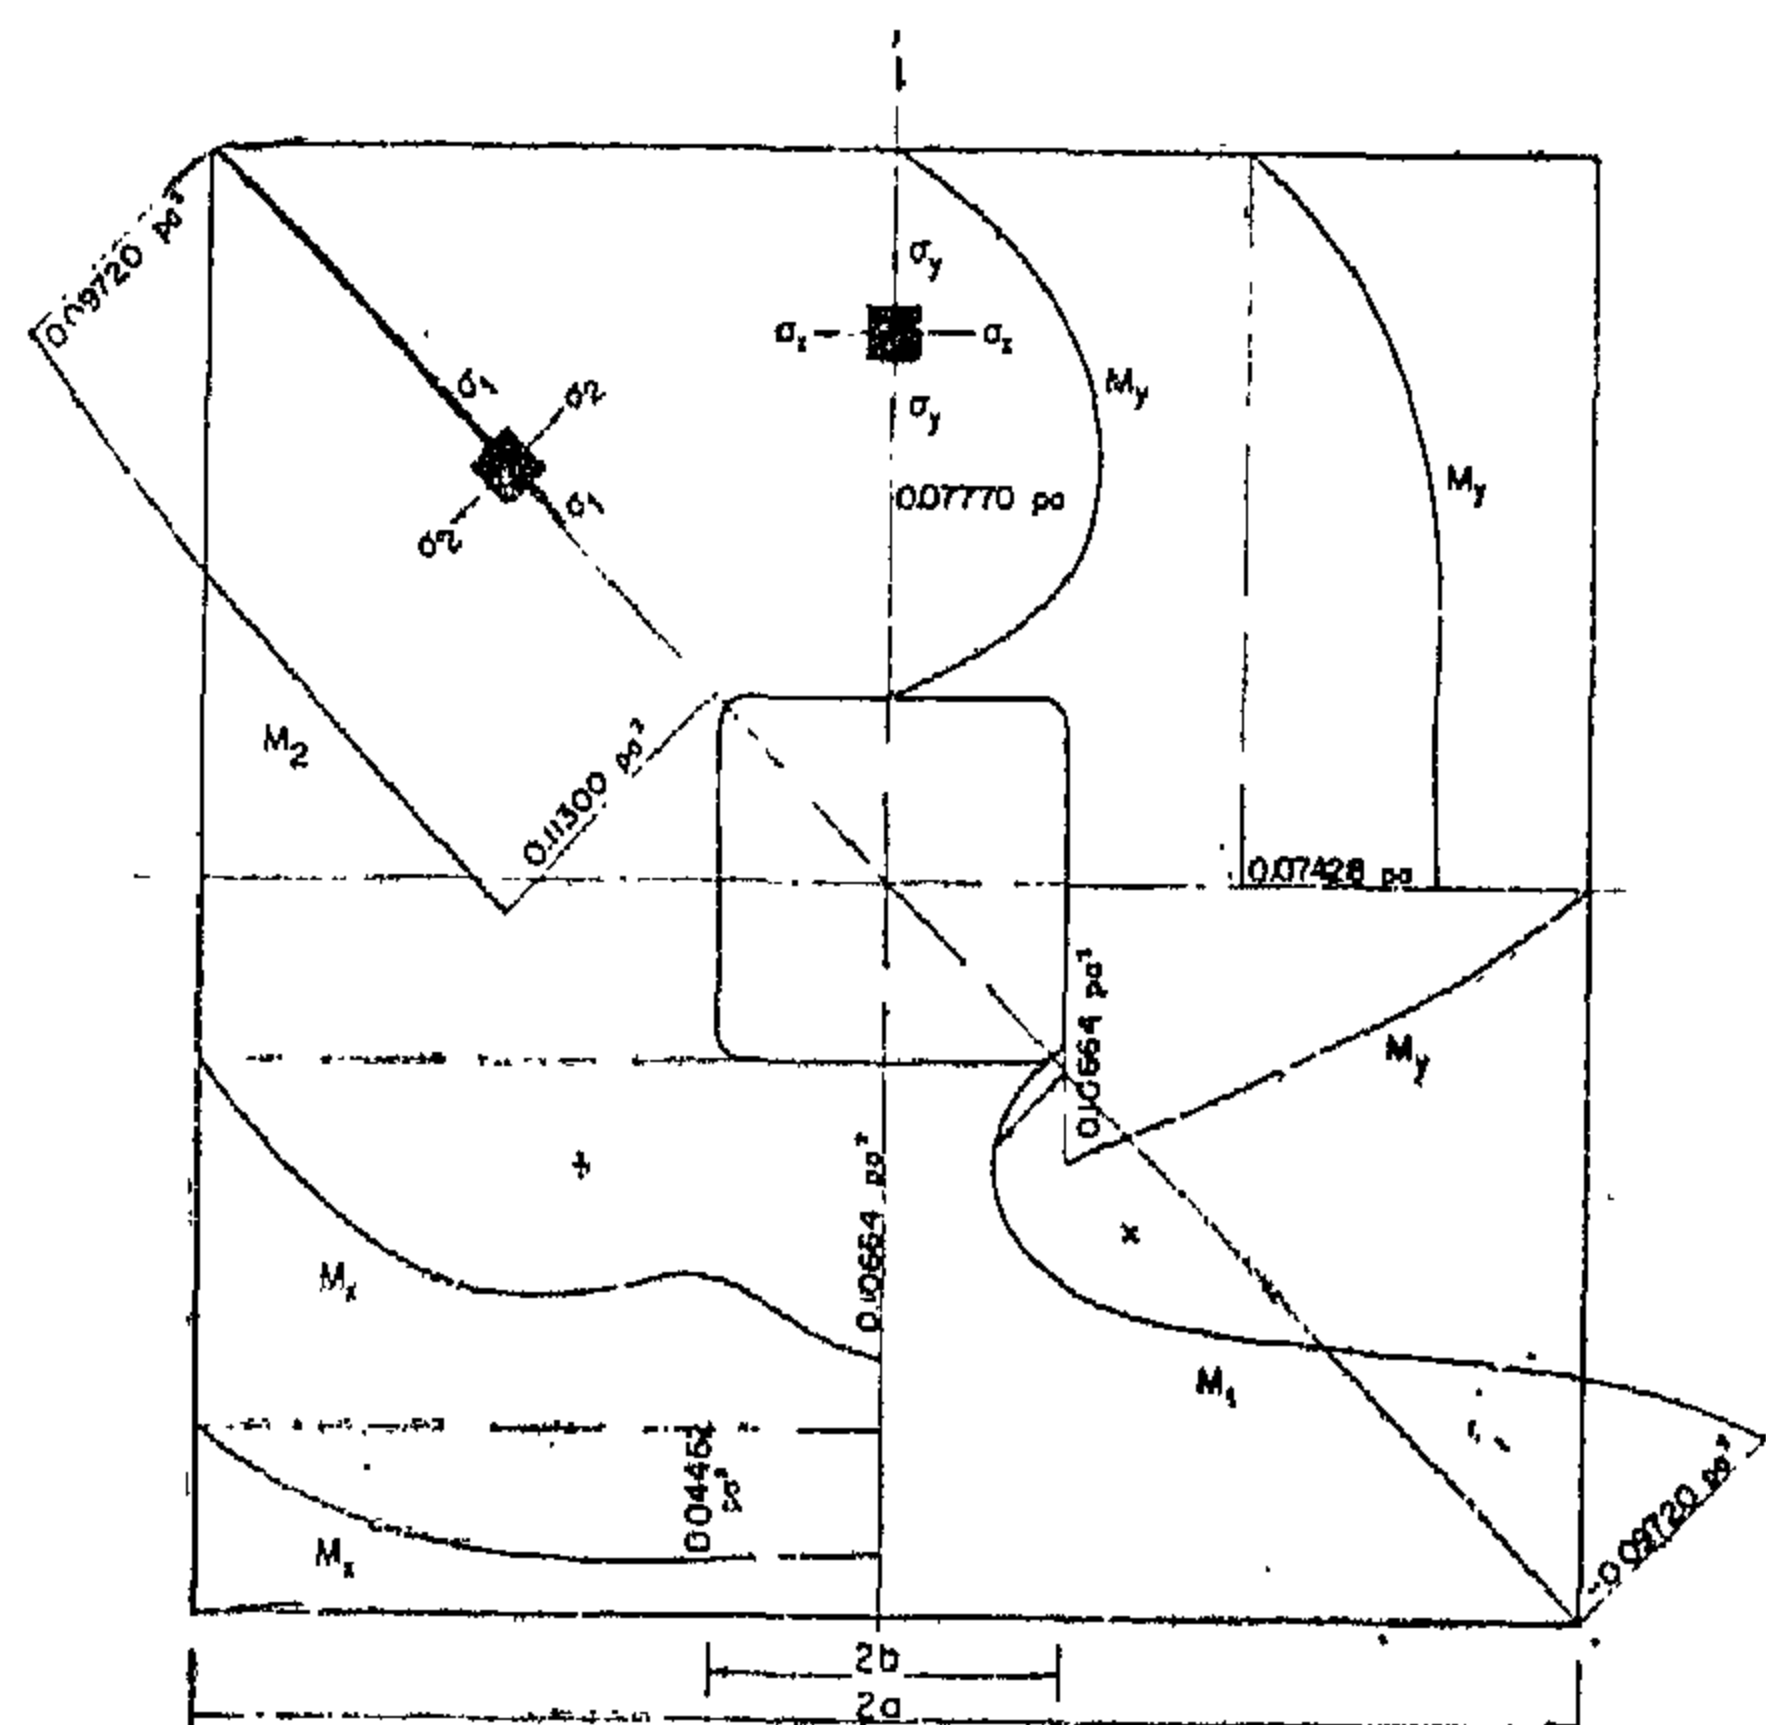 0.09720 pa²
σy
σx
σx
σy
σ1
σ2
σ1
σ2
My
0.07770 pa
My
M2
0.11300 pa²
0.07428 pa
0.10664 pa²
My
+
x
Mx
0.10664 pa²
M1
0.04462
pa²
Mx
-0.09720 pa²
2b
2a